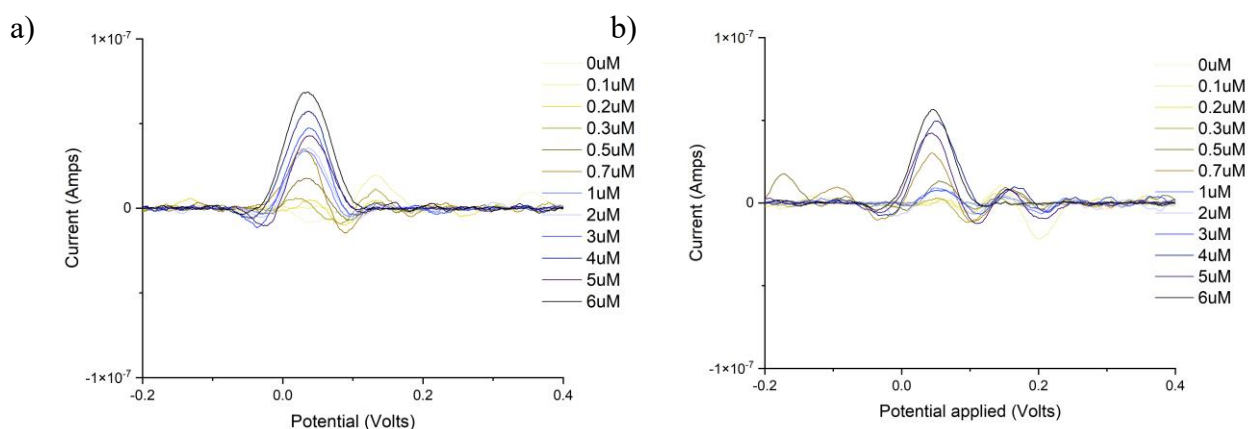 a)
1×10⁻⁷
0
-1×10⁻⁷
Current (Amps)
-0.2
0.0
0.2
0.4
Potential (Volts)
0uM
0.1uM
0.2uM
0.3uM
0.5uM
0.7uM
1uM
2uM
3uM
4uM
5uM
6uM
b)
1×10⁻⁷
0
-1×10⁻⁷
Current (Amps)
-0.2
0.0
0.2
0.4
Potential applied (Volts)
0uM
0.1uM
0.2uM
0.3uM
0.5uM
0.7uM
1uM
2uM
3uM
4uM
5uM
6uM